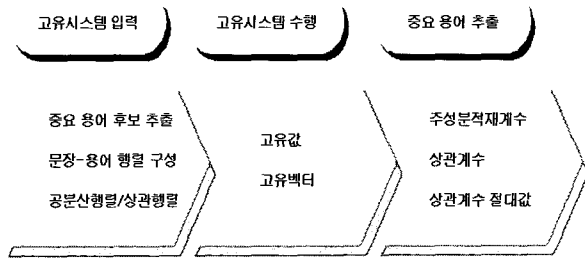 고유시스템 입력
고유시스템 수행
중요 용어 추출
중요 용어 후보 추출
문장-용어 행렬 구성
공분산행렬/상관행렬
고유값
고유벡터
주성분적재계수
상관계수
상관계수 절대값